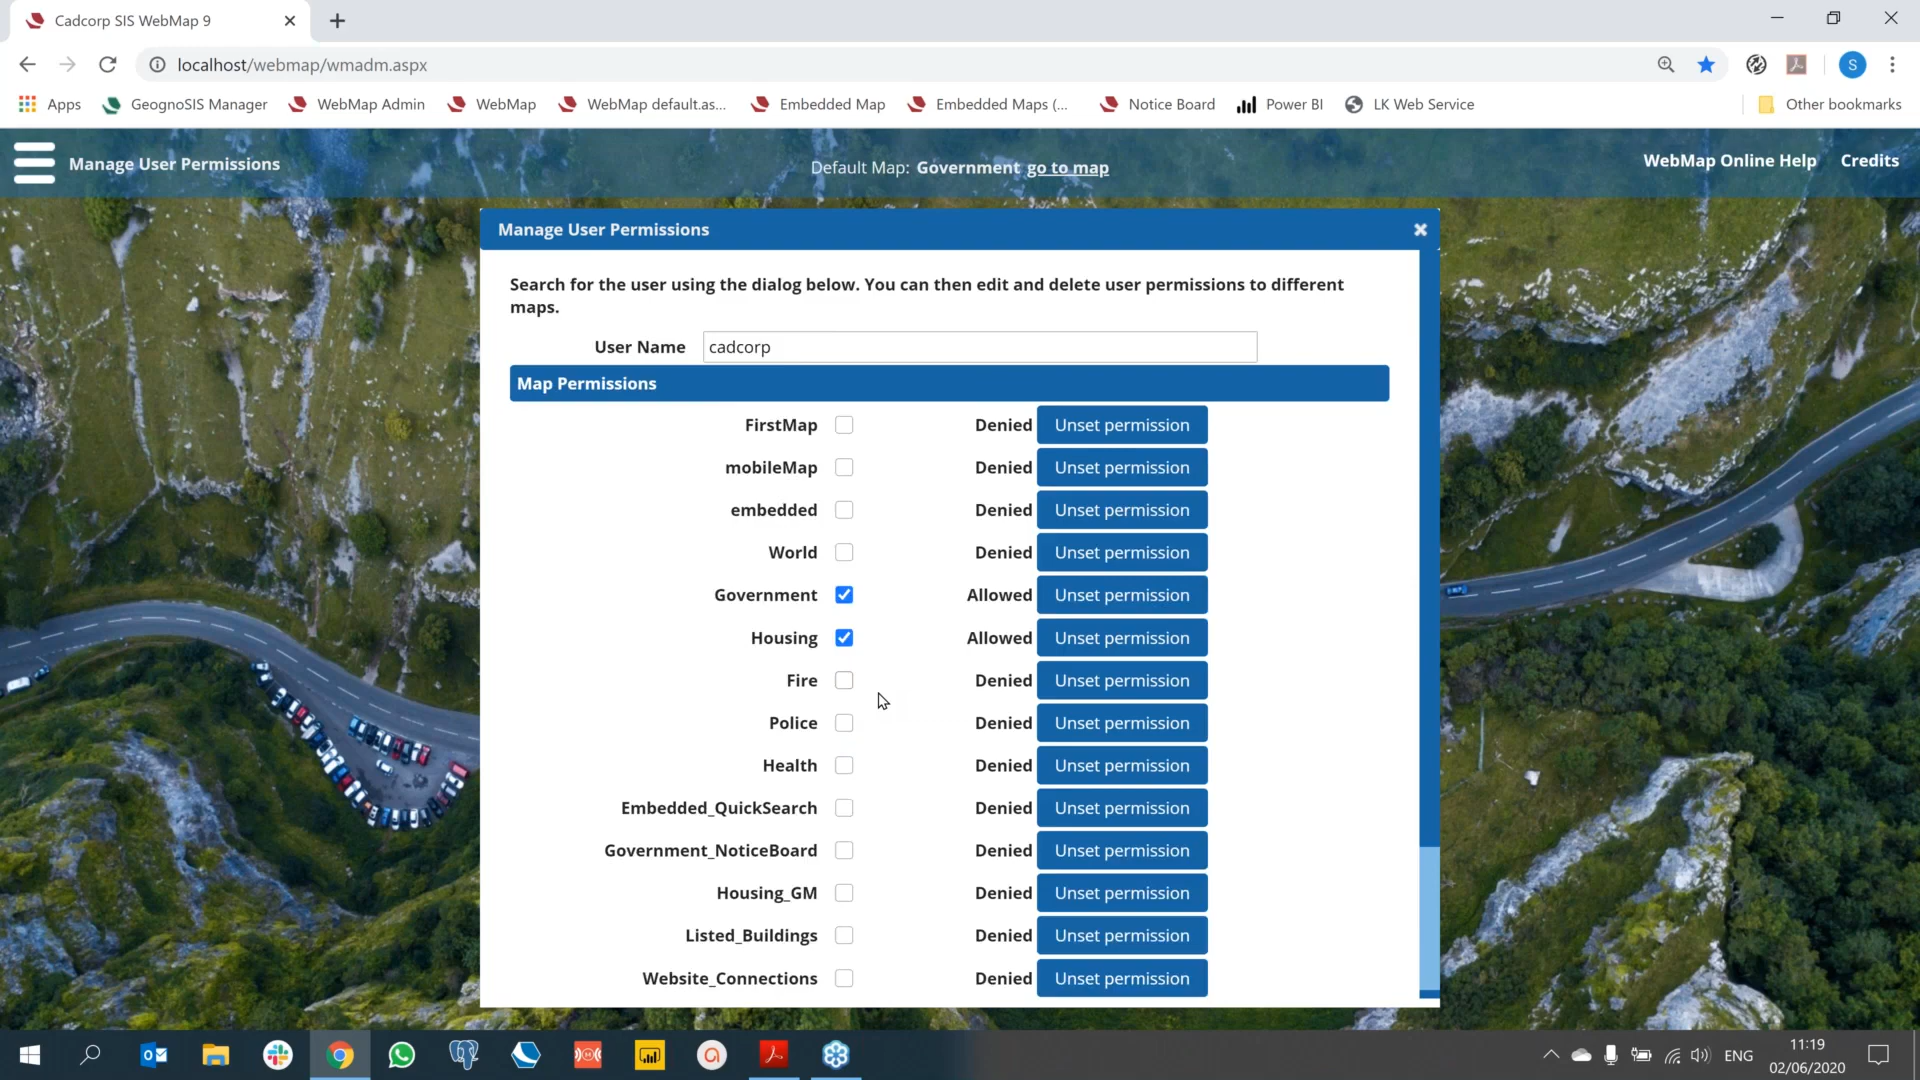 Cadcorp SIS WebMap 9
localhost/webmap/wmadm.aspx
S
Apps GeognoSIS Manager WebMap Admin WebMap WebMap default.as... Embedded Map Embedded Maps (... Notice Board Power BI LK Web Service Other bookmarks
Manage User Permissions Default Map: Government go to map WebMap Online Help Credits
Manage User Permissions
Search for the user using the dialog below. You can then edit and delete user permissions to different
maps.
User Name cadcorp
Map Permissions
FirstMap Denied Unset permission
mobileMap Denied Unset permission
embedded Denied Unset permission
World Denied Unset permission
Government Allowed Unset permission
Housing Allowed Unset permission
Fire Denied Unset permission
Police Denied Unset permission
Health Denied Unset permission
Embedded_QuickSearch Denied Unset permission
Government_NoticeBoard Denied Unset permission
Housing_GM Denied Unset permission
Listed_Buildings Denied Unset permission
Website_Connections Denied Unset permission
ENG
11:19
02/06/2020